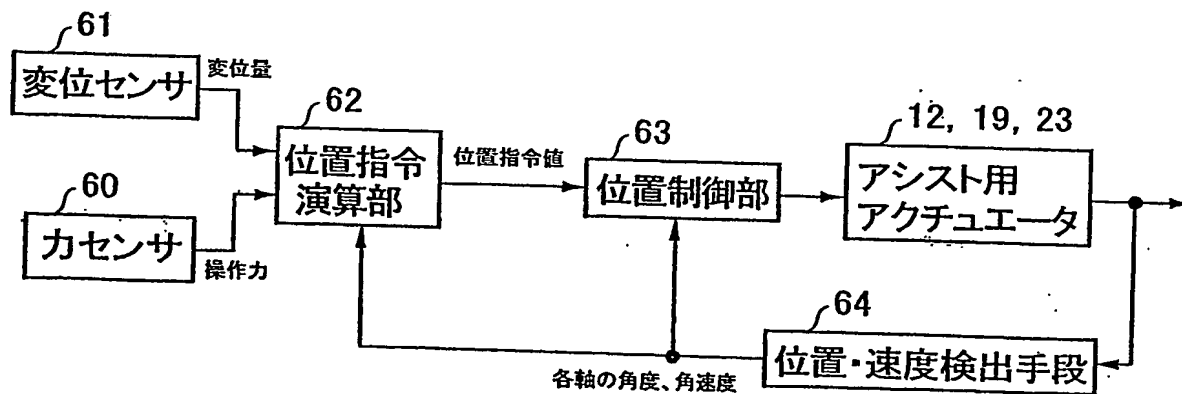 61
変位センサ
変位量
60
力センサ
操作力
62
位置指令
演算部
位置指令値
63
位置制御部
12, 19, 23
アシスト用
アクチュエータ
64
位置・速度検出手段
各軸の角度、角速度